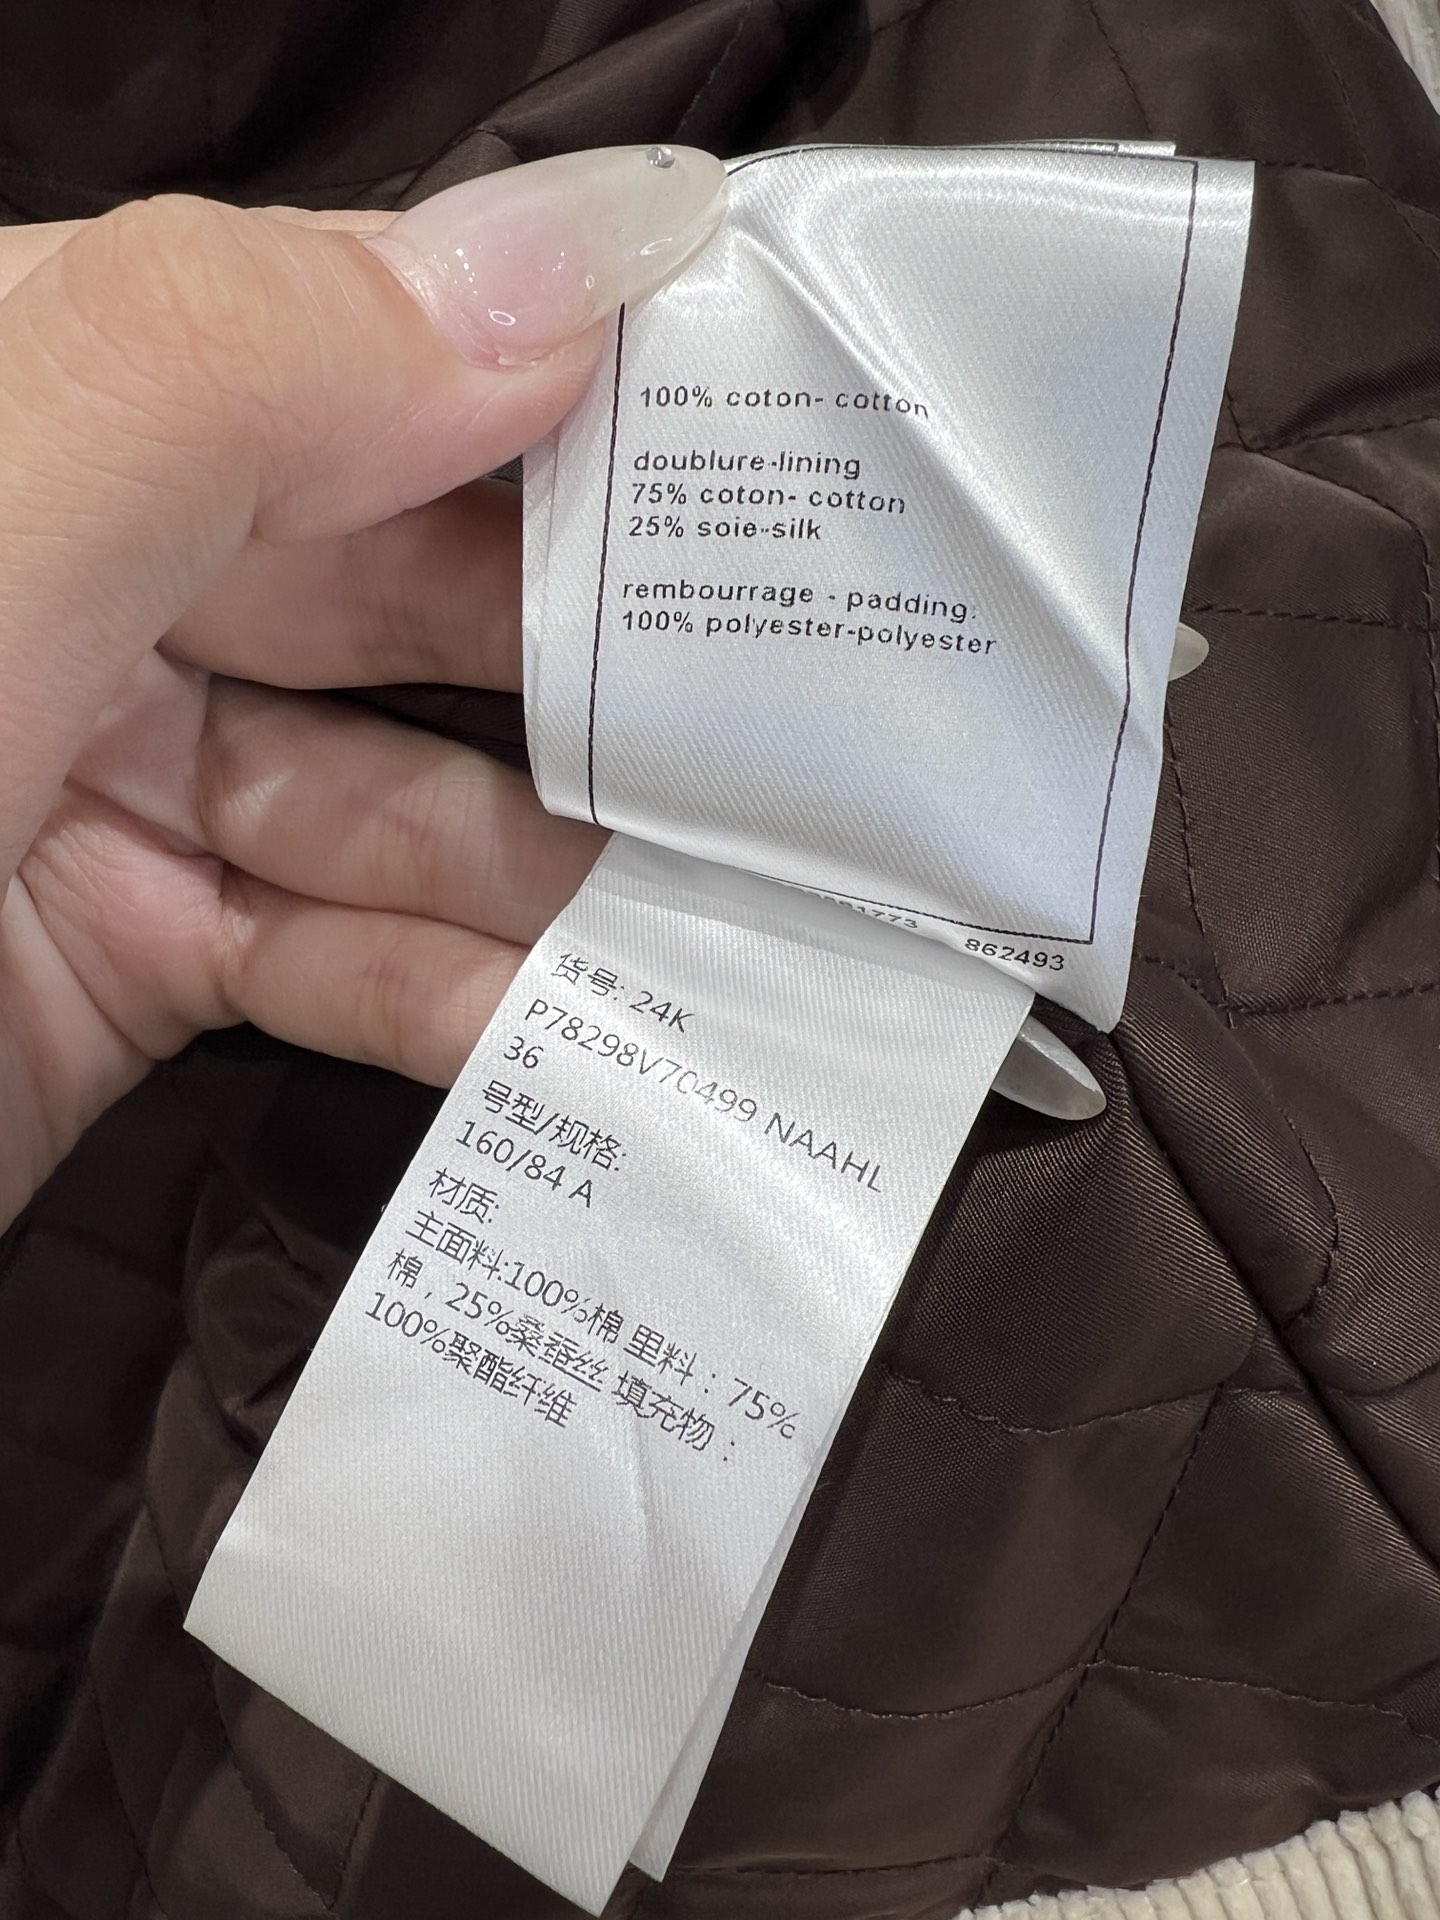 100% coton- cotton
doublure-lining
75% coton- cotton
25% soie-silk
rembourrage - padding:
100% polyester-polyester
1773 862493
货号: 24K
P78298V70499 NAAHL
36
号型/规格:
160/84 A
材质:
主面料:100%棉 里料：75%
棉，25%桑蚕丝 填充物：
100%聚酯纤维